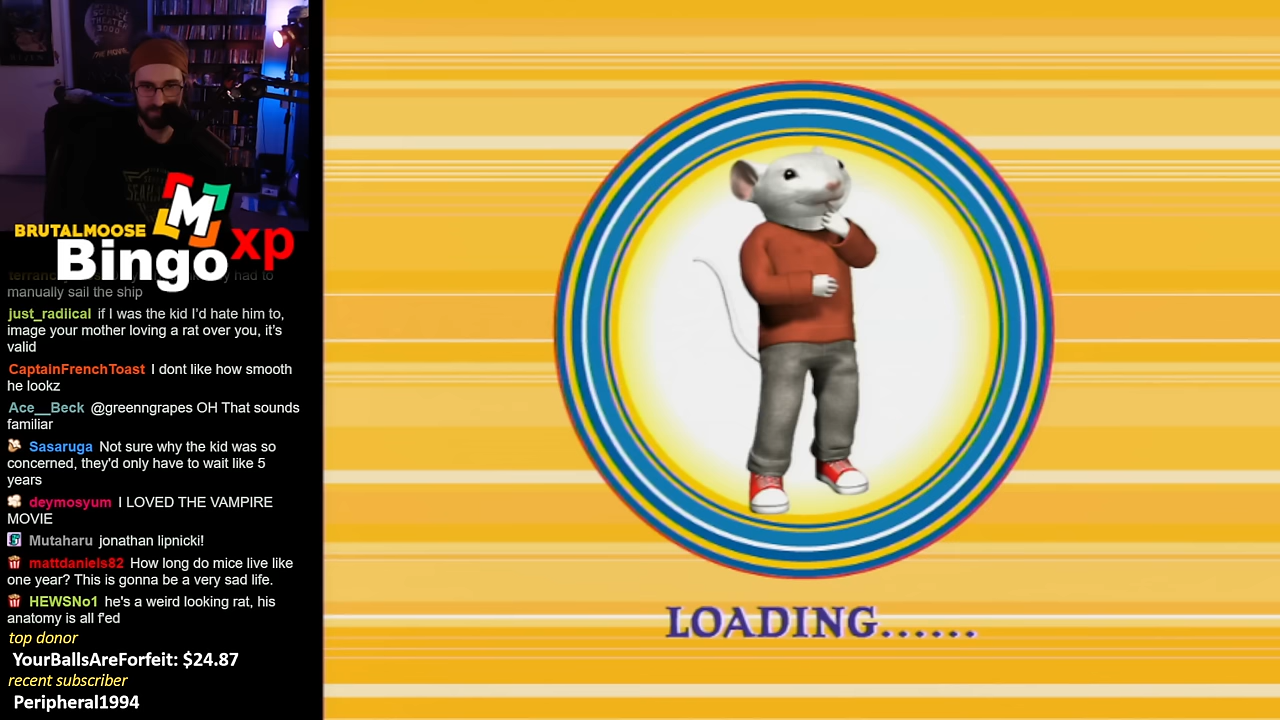 BRUTALMOOSE
M
Bingo xp
manually sail the ship
just_radiical if I was the kid I'd hate him to,
image your mother loving a rat over you, it's
valid
CaptainFrenchToast I dont like how smooth
he lookz
Ace__Beck @greenngrapes OH That sounds
familiar
Sasaruga Not sure why the kid was so
concerned, they'd only have to wait like 5
years
deymosyum I LOVED THE VAMPIRE
MOVIE
Mutaharu jonathan lipnicki!
mattdaniels82 How long do mice live like
one year? This is gonna be a very sad life.
HEWSNo1 he's a weird looking rat, his
anatomy is all f'ed
top donor
YourBallsAreForfeit: $24.87
recent subscriber
Peripheral1994
LOADING......